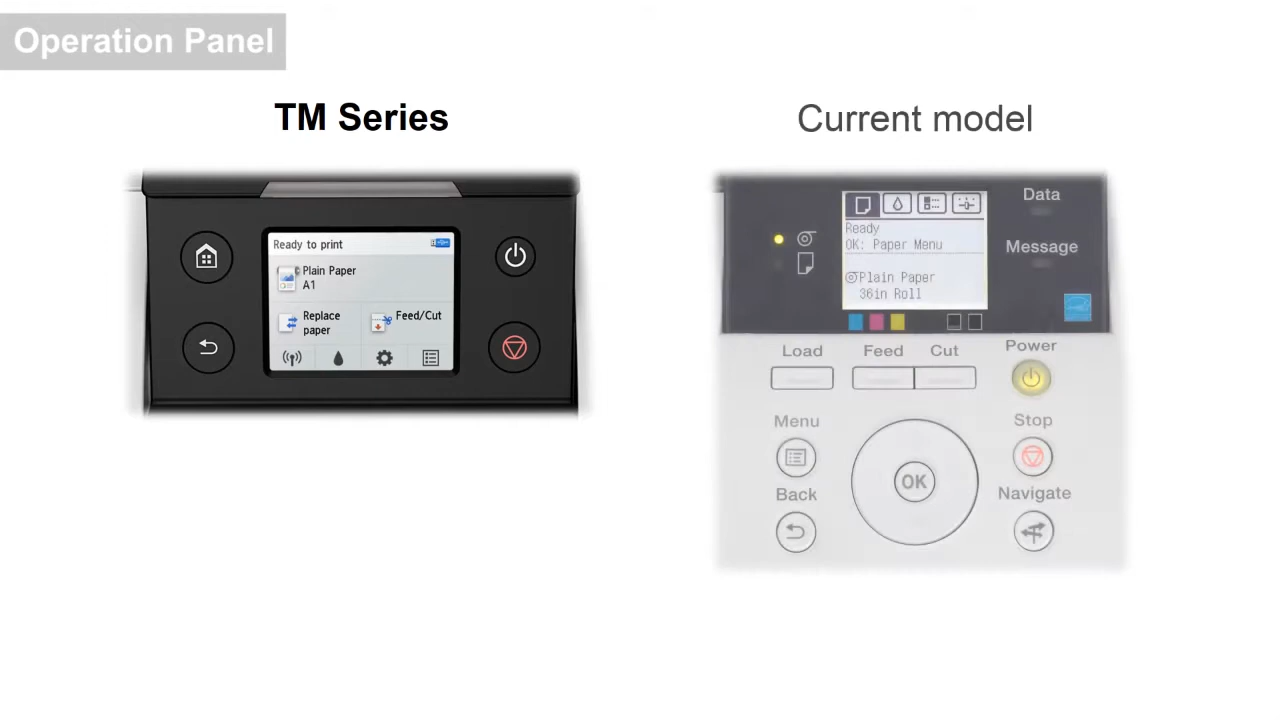 Operation Panel
TM Series
Current model
Ready to print
Plain Paper
A1
Replace
paper
Feed/Cut
Data
Message
Ready
OK: Paper Menu
Plain Paper
36in Roll
Load
Feed
Cut
Power
Menu
Stop
OK
Back
Navigate